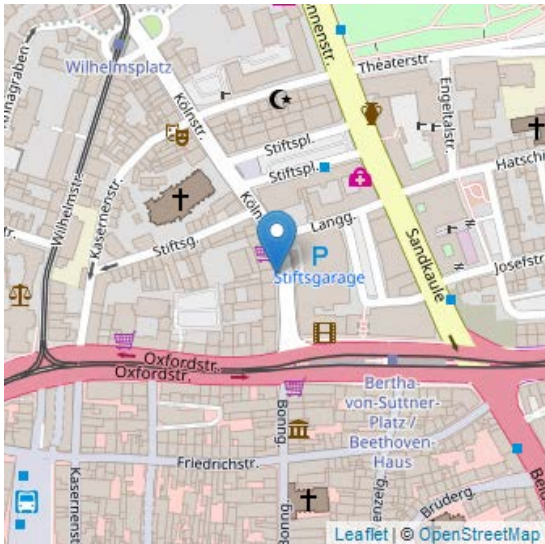 Wilhelmsplatz
Kölnstr.
Theaterstr.
Engeltalstr.
Stiftspl.
Stiftspl.
Kasernenstr.
Wilhelmstr.
Köln
Stiftsg.
Langg.
P
Stiftsgarage
Sandkaule
Josefstr
Oxfordstr.
Oxfordstr.
Bertha-
von-Suttner-
Platz /
Beethoven-
Haus
Bonng.
Friedrichstr.
Kasernenstr.
Brüderg.
Leaflet | © OpenStreetMap